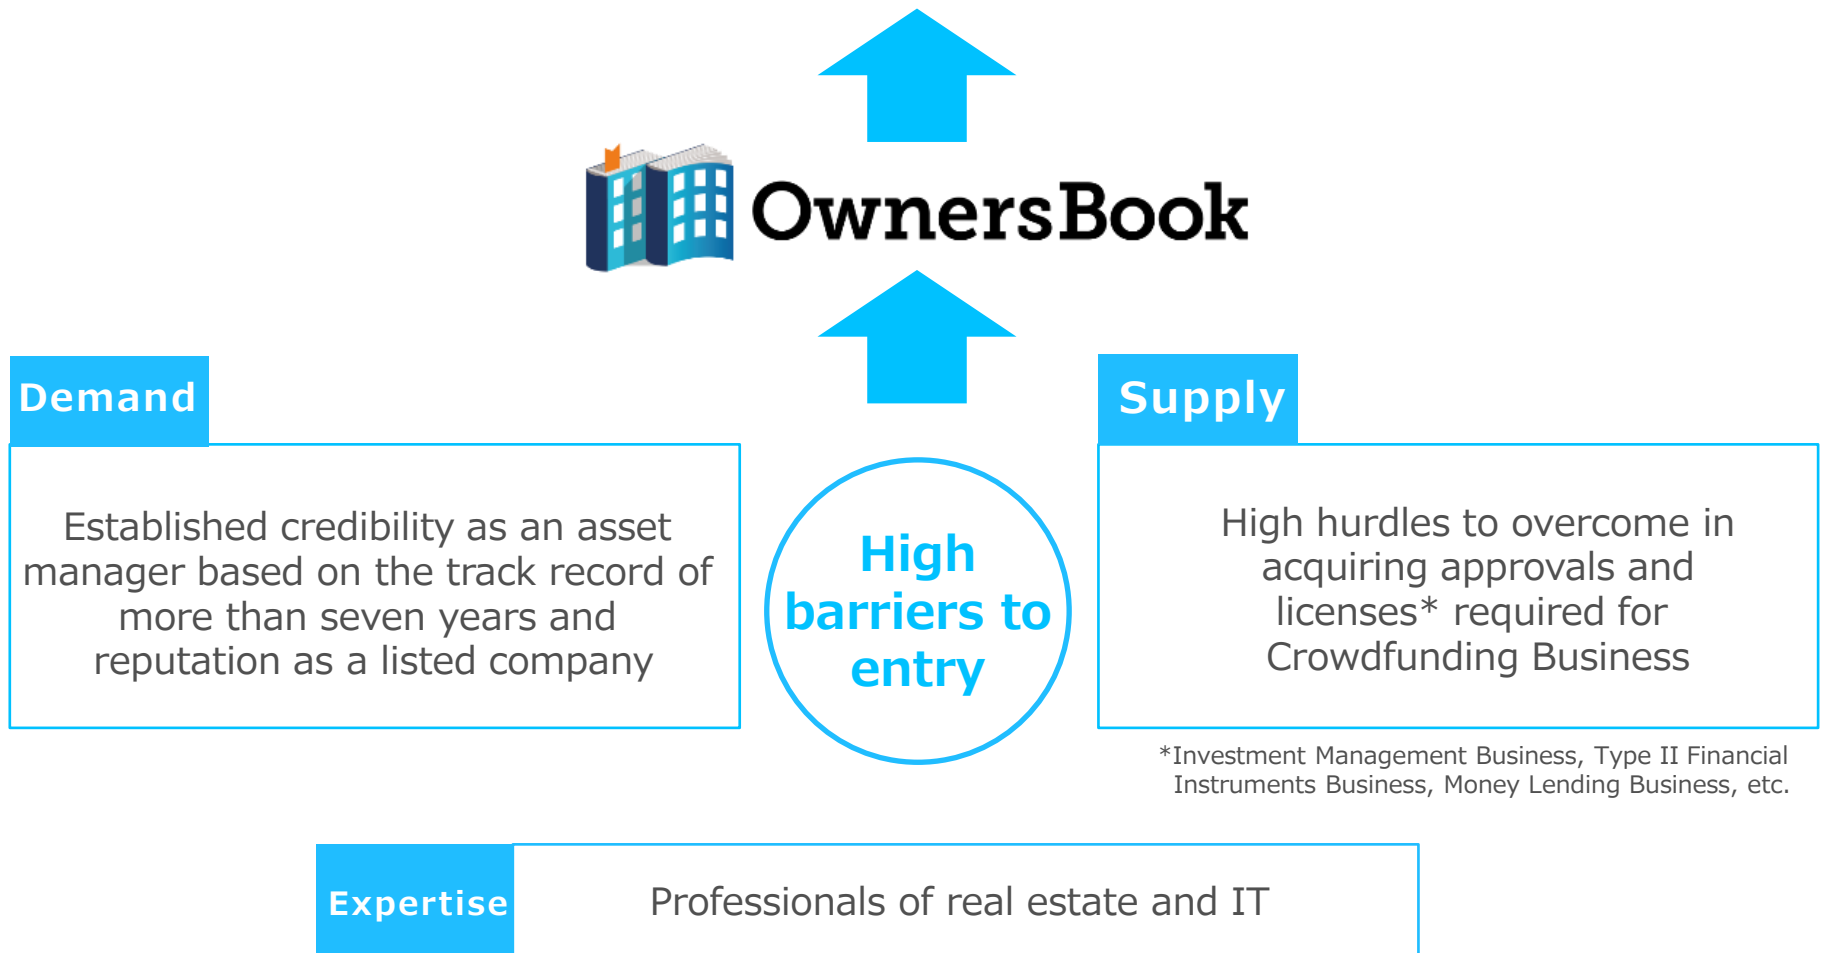 OwnersBook
Demand
Established credibility as an asset
manager based on the track record of
more than seven years and
reputation as a listed company
High
barriers to
entry
Supply
High hurdles to overcome in
acquiring approvals and
licenses* required for
Crowdfunding Business
*Investment Management Business, Type II Financial
Instruments Business, Money Lending Business, etc.
Expertise
Professionals of real estate and IT